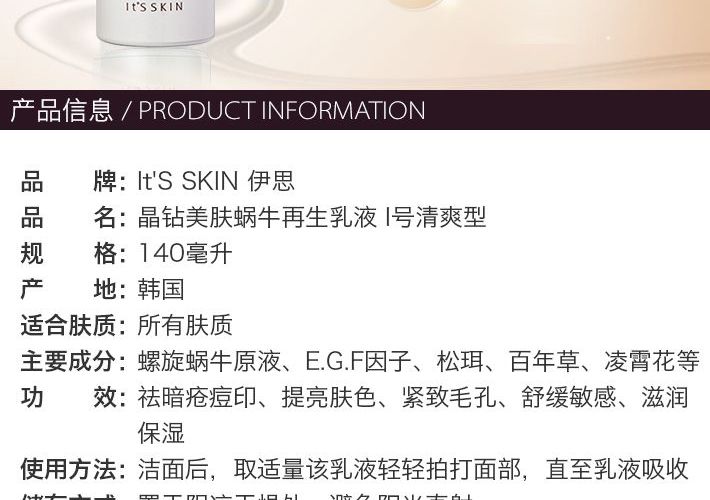 It'S SKIN
产品信息 / PRODUCT INFORMATION
品 牌: It'S SKIN 伊思
品 名: 晶钻美肤蜗牛再生乳液 I号清爽型
规 格: 140毫升
产 地: 韩国
适合肤质: 所有肤质
主要成分: 螺旋蜗牛原液、E.G.F因子、松珥、百年草、凌霄花等
功 效: 祛暗疮痘印、提亮肤色、紧致毛孔、舒缓敏感、滋润
保湿
使用方法: 洁面后，取适量该乳液轻轻拍打面部，直至乳液吸收